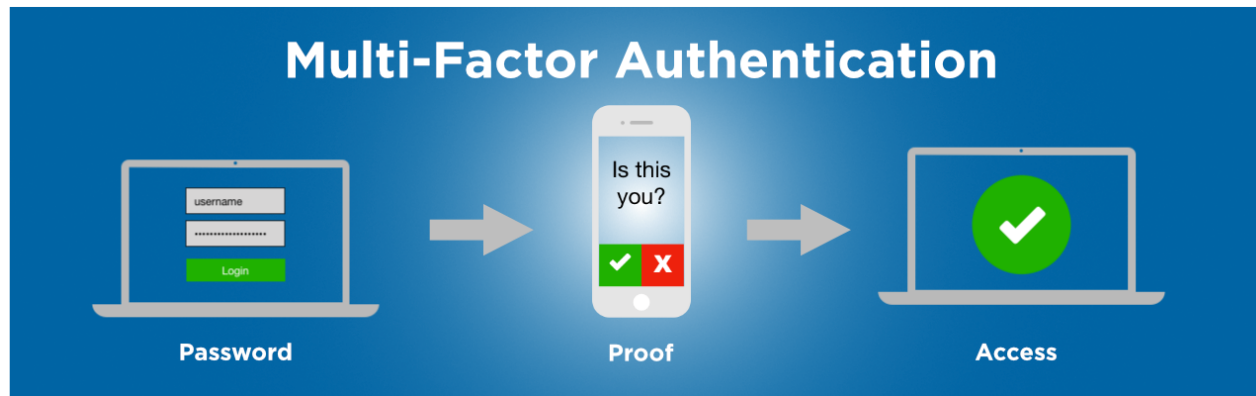 Multi-Factor Authentication
username
Login
Password
Is this
you?
X
Proof
Access